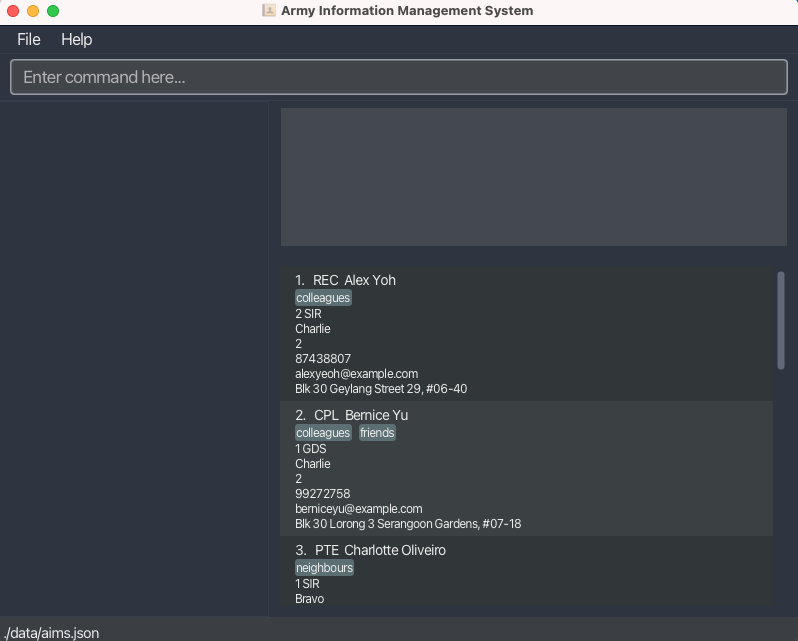 Army Information Management System
File Help
Enter command here...
1. REC Alex Yoh
colleagues
2 SIR
Charlie
2
87438807
alexyeoh@example.com
Blk 30 Geylang Street 29, #06-40
2. CPL Bernice Yu
colleagues friends
1 GDS
Charlie
2
99272758
berniceyu@example.com
Blk 30 Lorong 3 Serangoon Gardens, #07-18
3. PTE Charlotte Oliveiro
neighbours
1 SIR
Bravo
./data/aims.json